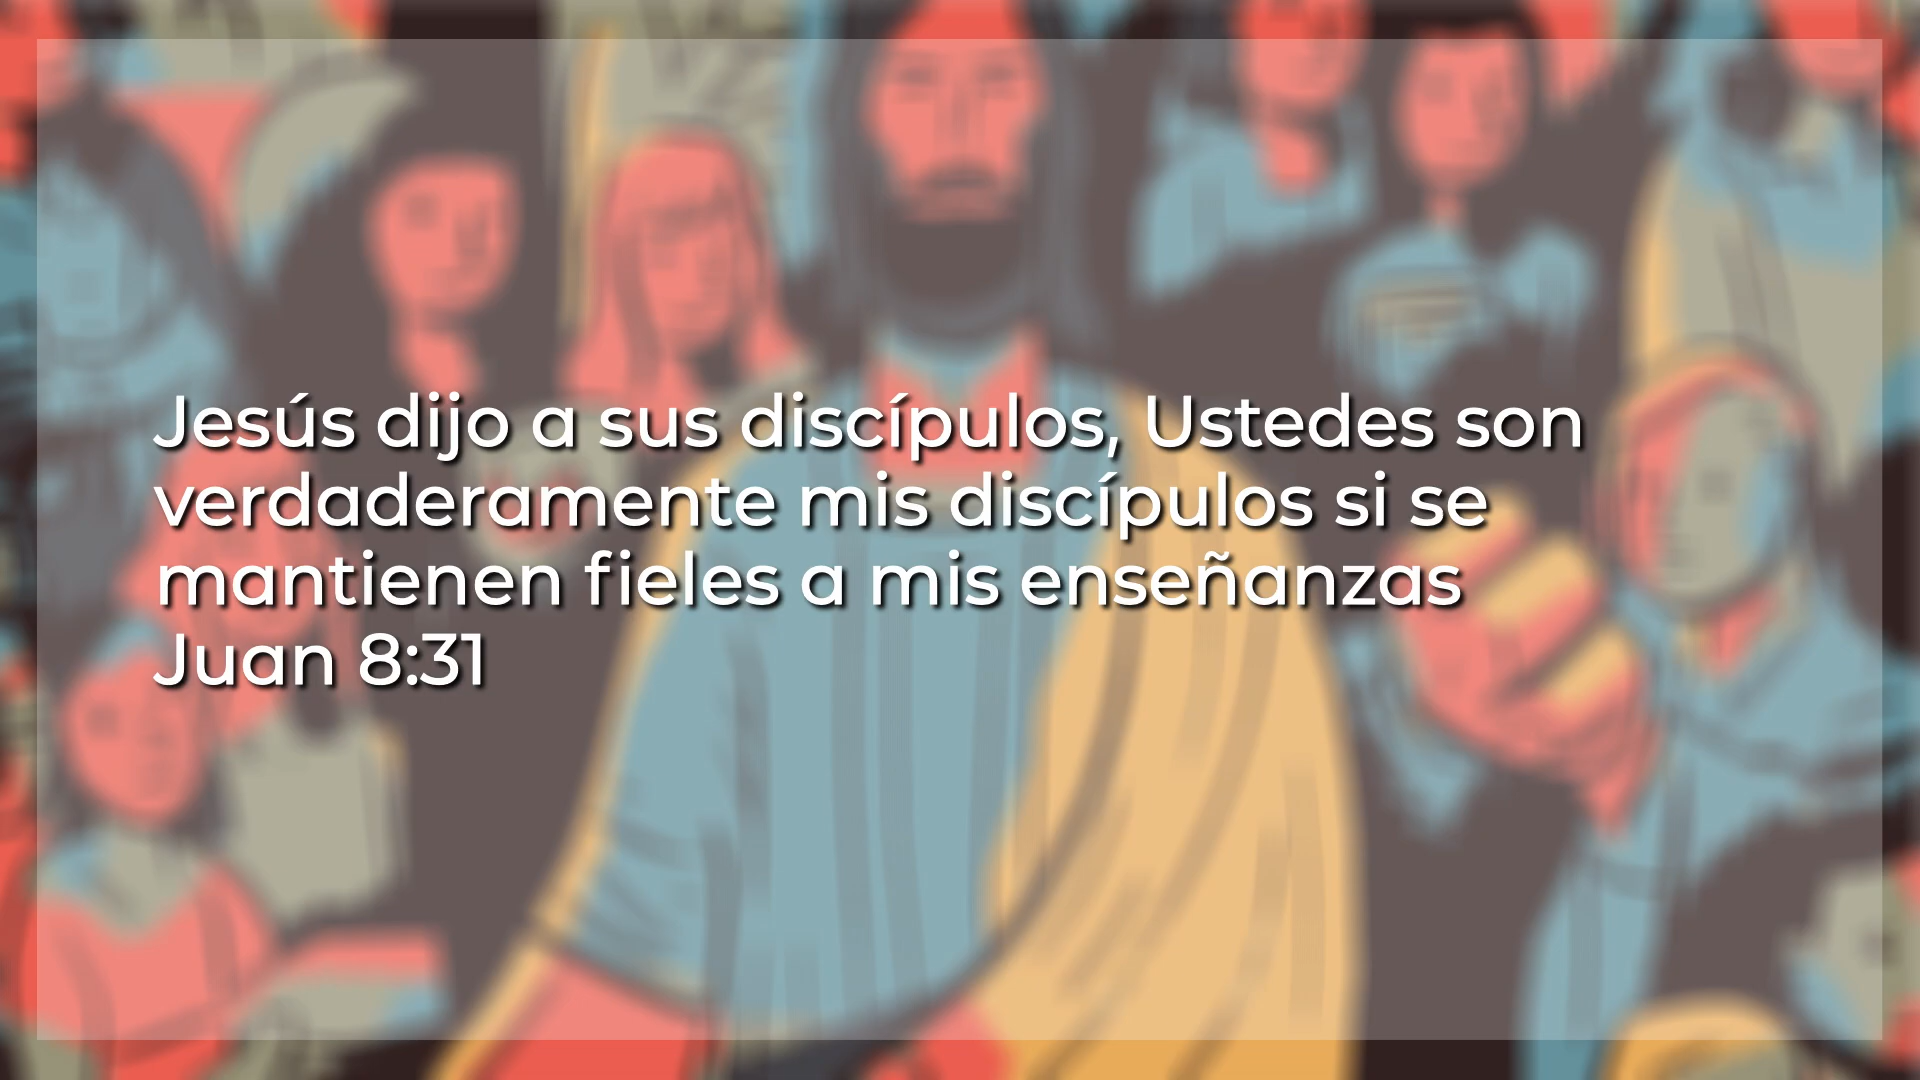 Jesús dijo a sus discípulos, Ustedes son
verdaderamente mis discípulos si se
mantienen fieles a mis enseñanzas
Juan 8:31